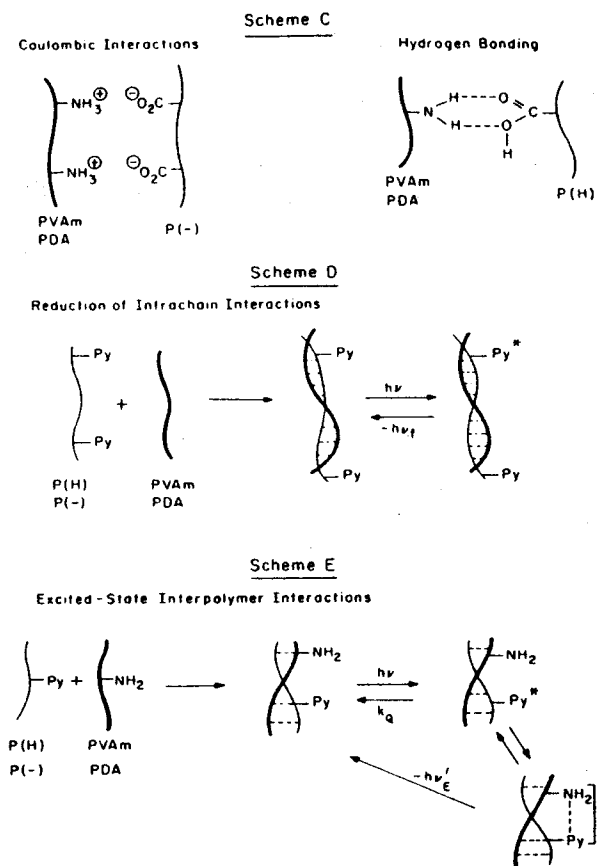 Scheme C
Coulombic Interactions
Hydrogen Bonding
NH3⊕ ⊖O2C
NH3⊕ ⊖O2C
PVAm
PDA
P(-)
N H O C
H O
H
PVAm
PDA
P(H)
Scheme D
Reduction of Intrachain Interactions
Py
Py
+
P(H)
P(-)
PVAm
PDA
Py
Py
hν
-hνf
Py*
Py
Scheme E
Excited-State Interpolymer Interactions
Py + NH2
P(H)
P(-)
PVAm
PDA
NH2
Py
hν
kq
NH2
Py*
-hν'E
NH2
Py